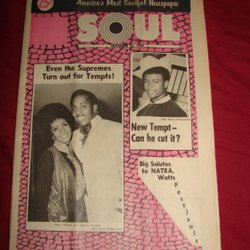 America's Most Soulful Newspaper
SOUL
Even the Supremes
Turn out for Tempts!
New Tempt—
Can he cut it?
Big Salutes
to NATRA,
Watts
Festival